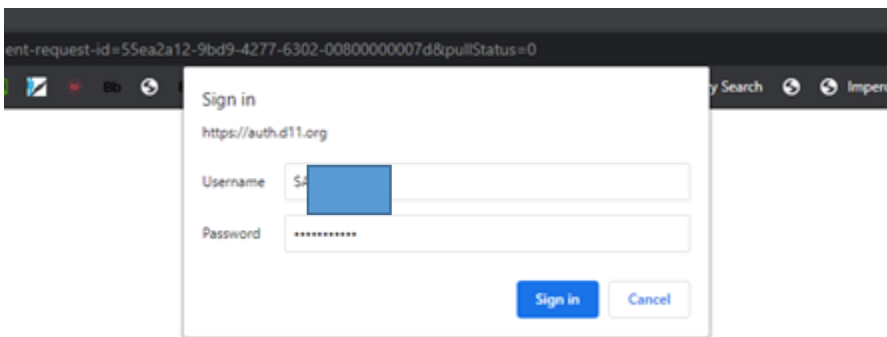 ent-request-id=55ea2a12-9bd9-4277-6302-00800000007d&pullStatus=0
Bb y Search Imperc
Sign in
https://auth.d11.org
Username SA
Password •••••••••••
Sign in Cancel